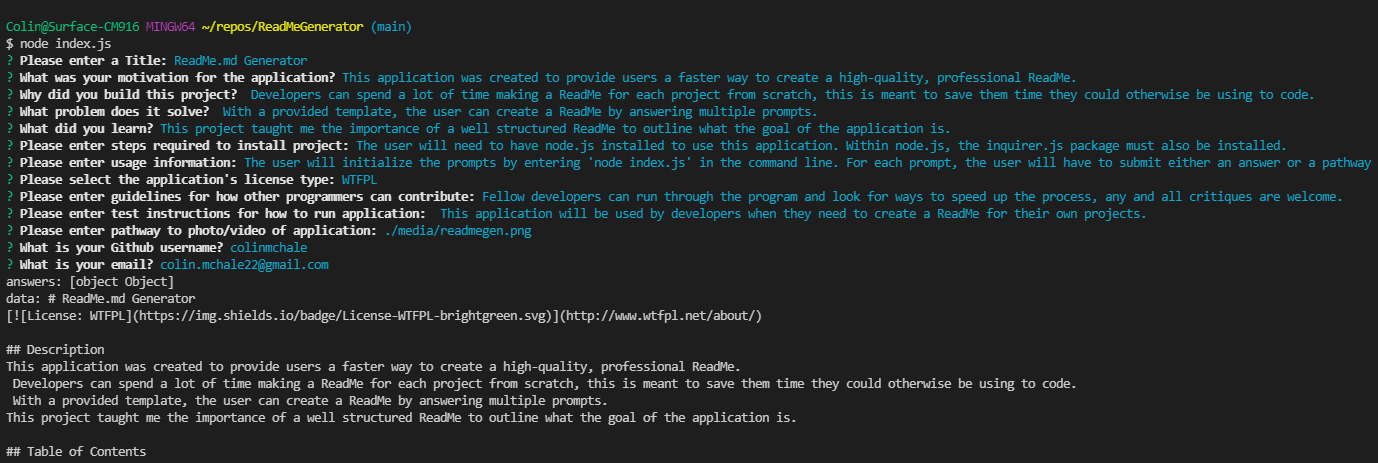 Colin@Surface-CM916 MINGW64 ~/repos/ReadMeGenerator (main)
$ node index.js
? Please enter a Title: ReadMe.md Generator
? What was your motivation for the application? This application was created to provide users a faster way to create a high-quality, professional ReadMe.
? Why did you build this project?  Developers can spend a lot of time making a ReadMe for each project from scratch, this is meant to save them time they could otherwise be using to code.
? What problem does it solve?  With a provided template, the user can create a ReadMe by answering multiple prompts.
? What did you learn? This project taught me the importance of a well structured ReadMe to outline what the goal of the application is.
? Please enter steps required to install project: The user will need to have node.js installed to use this application. Within node.js, the inquirer.js package must also be installed.
? Please enter usage information: The user will initialize the prompts by entering 'node index.js' in the command line. For each prompt, the user will have to submit either an answer or a pathway
? Please select the application's license type: WTFPL
? Please enter guidelines for how other programmers can contribute: Fellow developers can run through the program and look for ways to speed up the process, any and all critiques are welcome.
? Please enter test instructions for how to run application:  This application will be used by developers when they need to create a ReadMe for their own projects.
? Please enter pathway to photo/video of application: ./media/readmegen.png
? What is your Github username? colinmchale
? What is your email? colin.mchale22@gmail.com
answers: [object Object]
data: # ReadMe.md Generator
[![License: WTFPL](https://img.shields.io/badge/License-WTFPL-brightgreen.svg)](http://www.wtfpl.net/about/)
## Description
This application was created to provide users a faster way to create a high-quality, professional ReadMe.
 Developers can spend a lot of time making a ReadMe for each project from scratch, this is meant to save them time they could otherwise be using to code.
 With a provided template, the user can create a ReadMe by answering multiple prompts.
This project taught me the importance of a well structured ReadMe to outline what the goal of the application is.
## Table of Contents